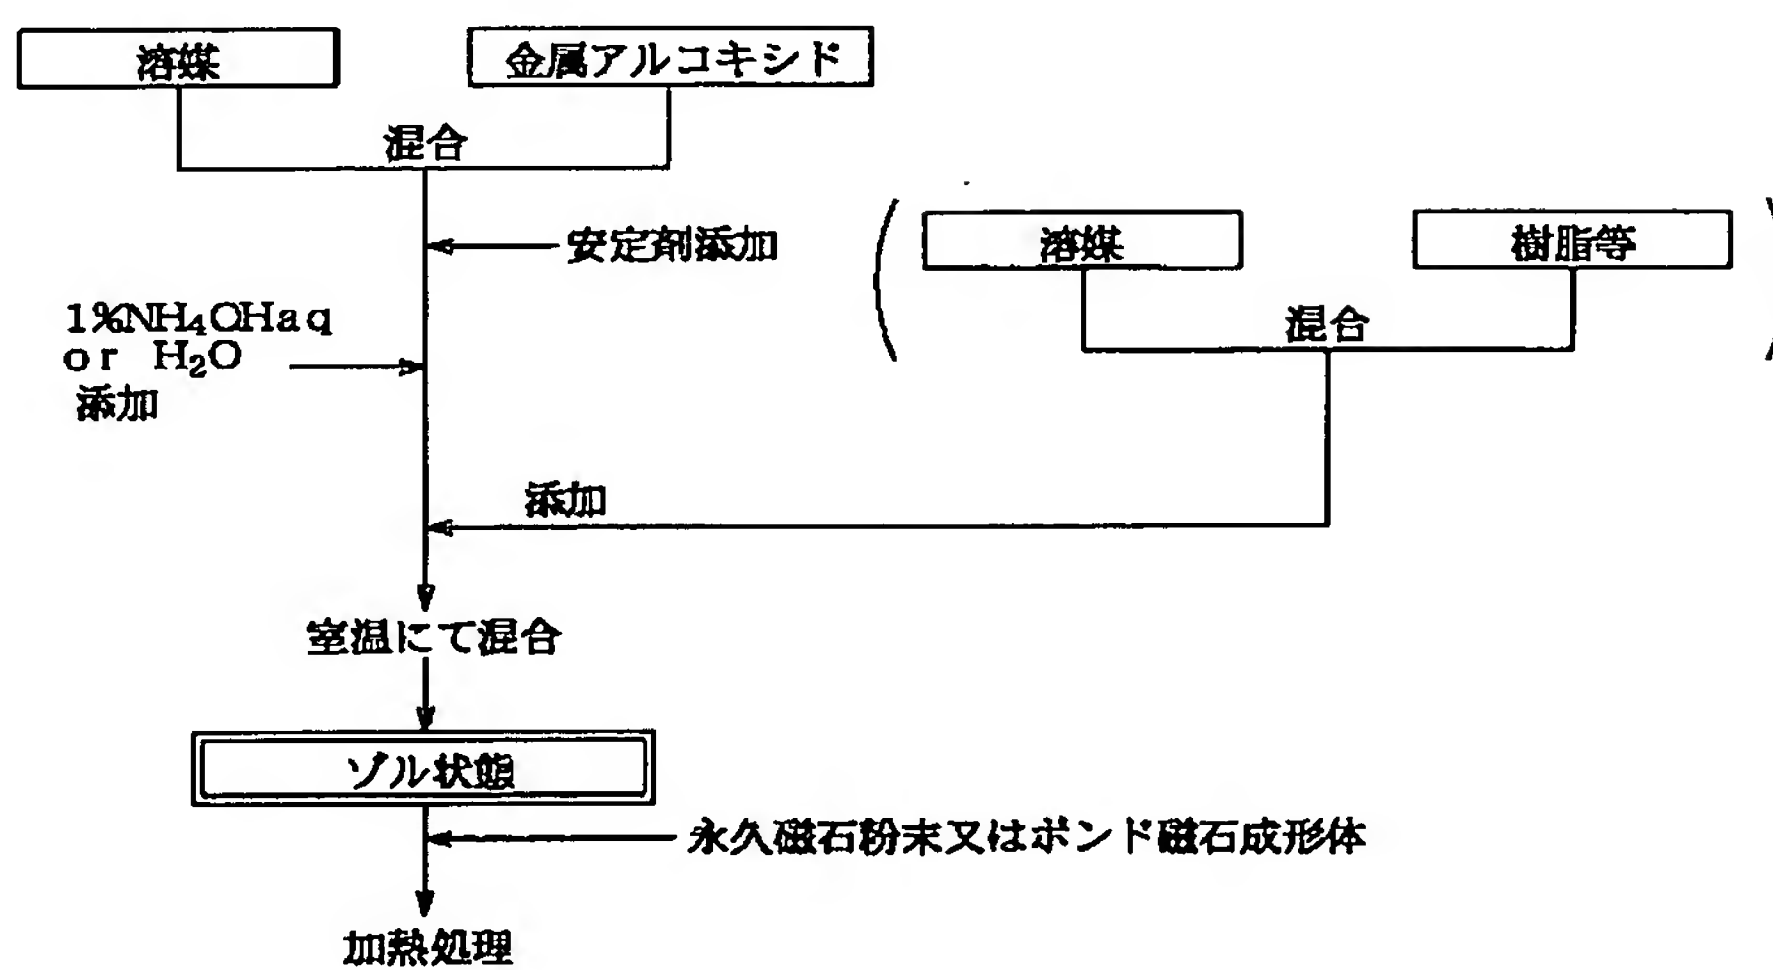 溶媒
金属アルコキシド
混合
安定剤添加
溶媒
樹脂等
混合
1%NH₄OHaq
or H₂O
添加
添加
室温にて混合
ゾル状態
永久磁石粉末又はボンド磁石成形体
加熱処理